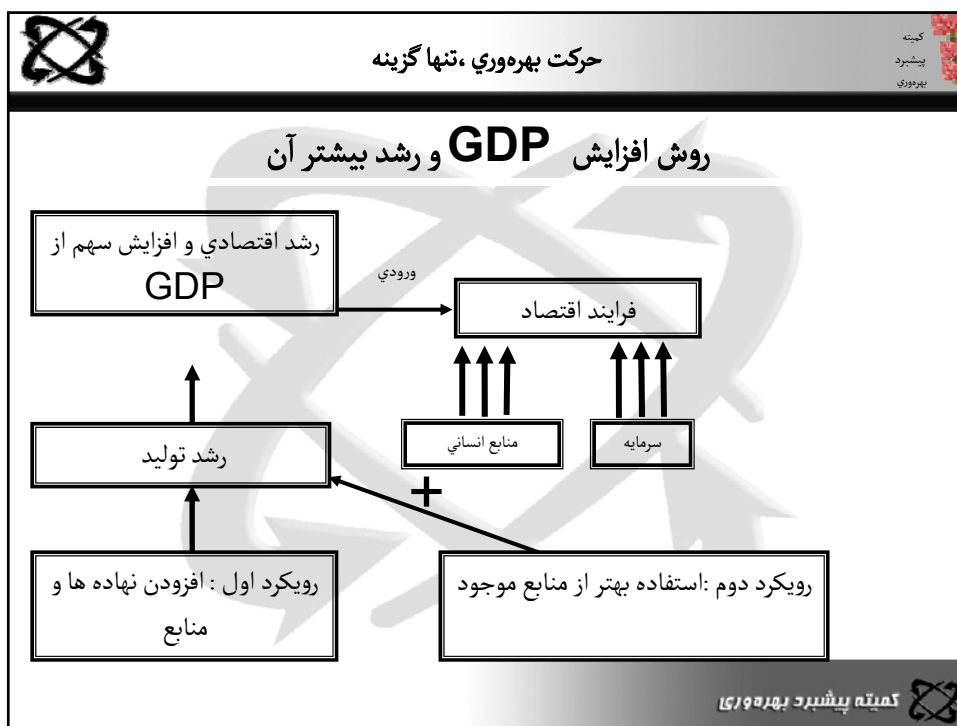 کمیته
پیشبرد
بهره‌وري
حرکت بهره‌وري ،تنها گزینه
روش افزایش GDP و رشد بیشتر آن
رشد اقتصادي و افزایش سهم از
GDP
ورودي
فرایند اقتصاد
منابع انساني
سرمایه
رشد تولید
+
رویکرد اول : افزودن نهاده ها و
منابع
رویکرد دوم :استفاده بهتر از منابع موجود
کمیته پیشبرد بهره‌وری